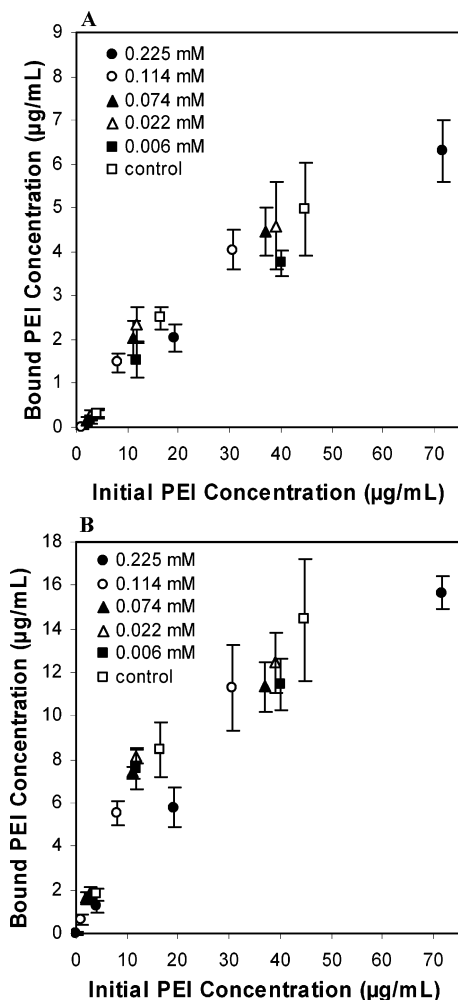 A
9
8
7
6
5
4
3
2
1
0
Bound PEI Concentration (µg/mL)
0.225 mM
0.114 mM
0.074 mM
0.022 mM
0.006 mM
control
0 10 20 30 40 50 60 70
Initial PEI Concentration (µg/mL)
B
18
16
14
12
10
8
6
4
2
0
Bound PEI Concentration (µg/mL)
0.225 mM
0.114 mM
0.074 mM
0.022 mM
0.006 mM
control
0 10 20 30 40 50 60 70
Initial PEI Concentration (µg/mL)